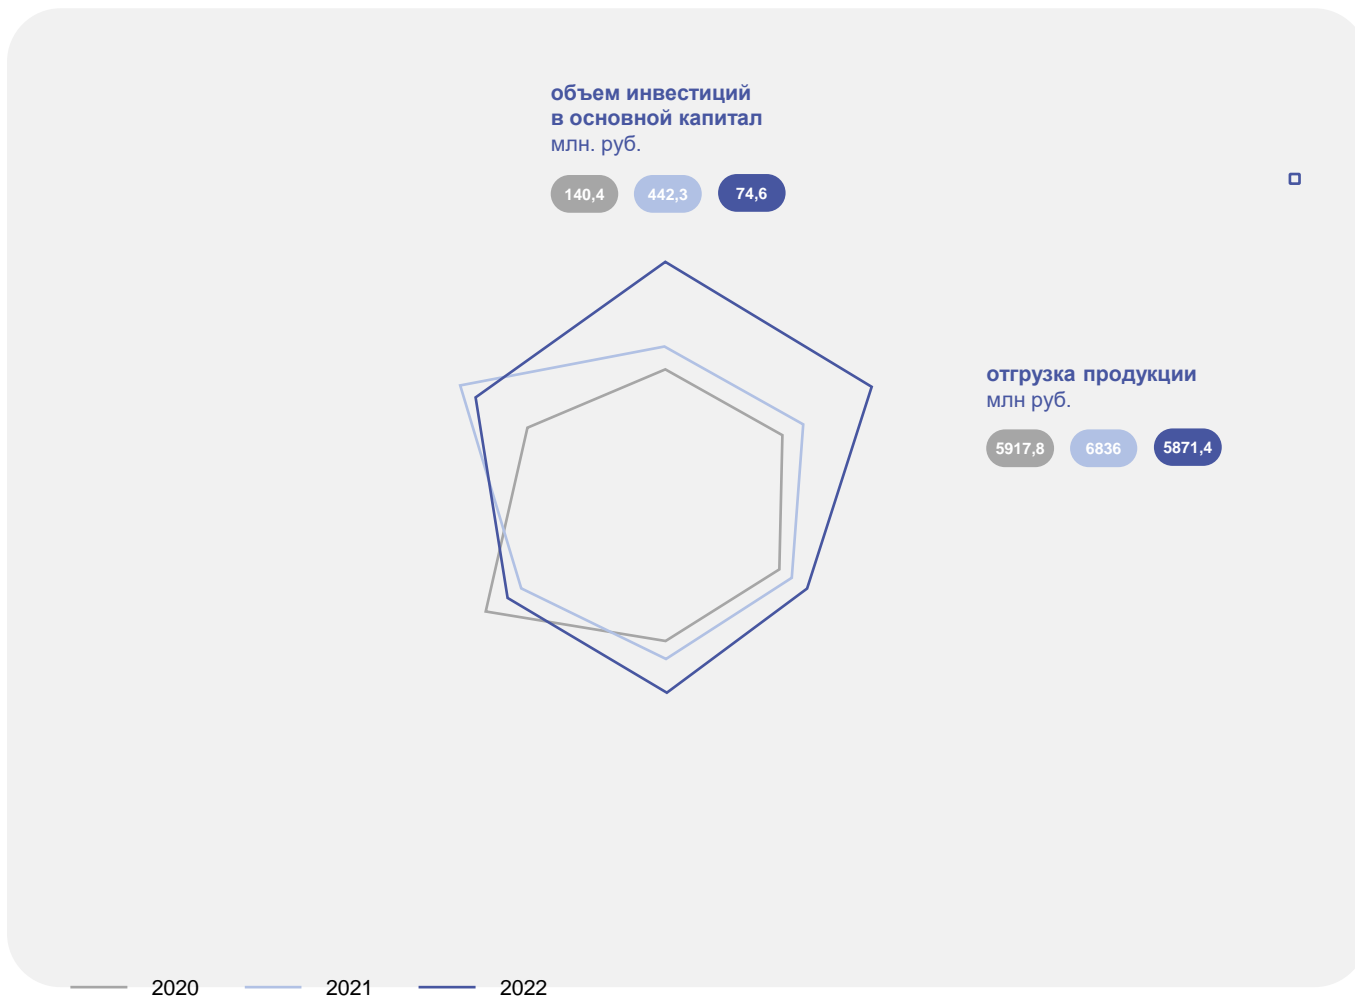 объем инвестиций
в основной капитал
млн. руб.
140,4 442,3 74,6
отгрузка продукции
млн руб.
5917,8 6836 5871,4
2020 2021 2022